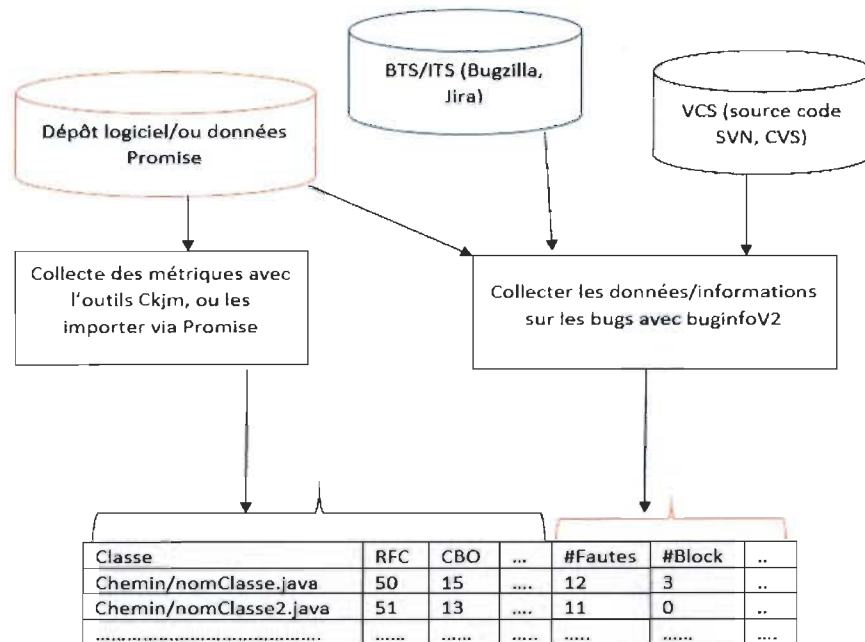 BTS/ITS (Bugzilla,
Jira)
Dépôt logiciel/ou données
Promise
VCS (source code
SVN, CVS)
Collecte des métriques avec
l'outils Ckjm, ou les
importer via Promise
Collecter les données/informations
sur les bugs avec buginfoV2
Classe RFC CBO ... #Fautes #Block ..
Chemin/nomClasse.java 50 15 .... 12 3 ..
Chemin/nomClasse2.java 51 13 .... 11 0 ..
........................................ ...... ...... ..... ..... ...... ....